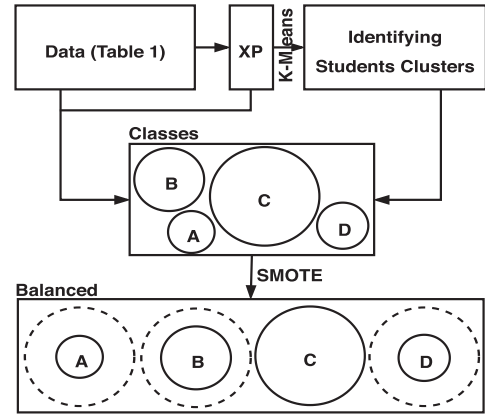 Data (Table 1)
XP
K-Means
Identifying
Students Clusters
Classes
B
C
A
D
SMOTE
Balanced
A
B
C
D